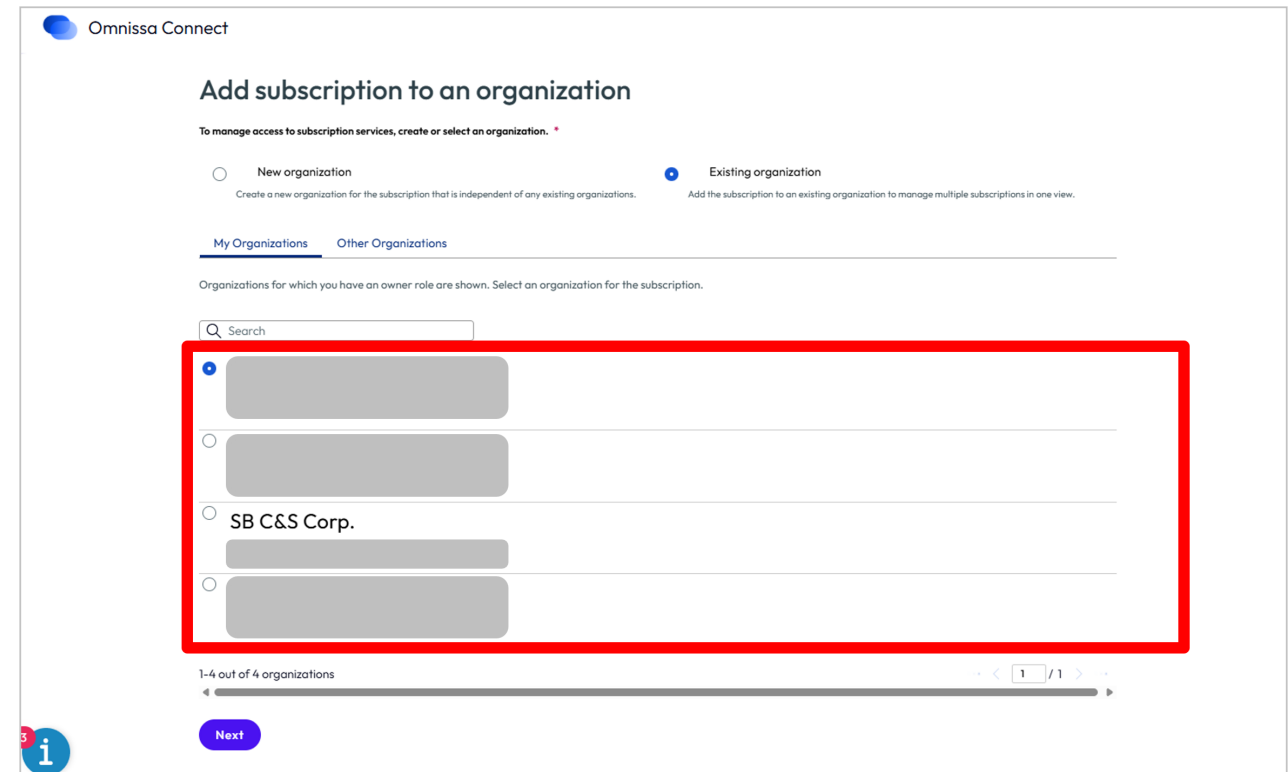 Omnissa Connect
Add subscription to an organization
To manage access to subscription services, create or select an organization. *
New organization
Create a new organization for the subscription that is independent of any existing organizations.
Existing organization
Add the subscription to an existing organization to manage multiple subscriptions in one view.
My Organizations Other Organizations
Organizations for which you have an owner role are shown. Select an organization for the subscription.
Search
SB C&S Corp.
1-4 out of 4 organizations
1 / 1
Next
3
i